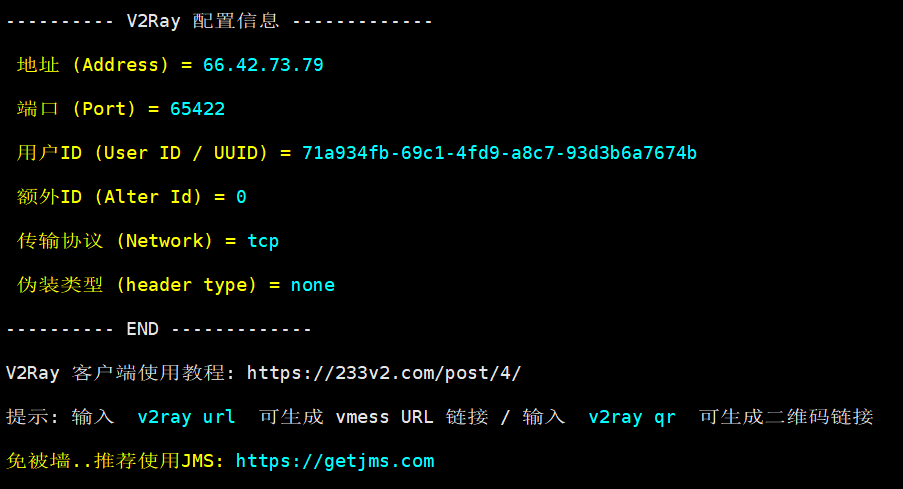 ---------- V2Ray 配置信息 -------------
地址 (Address) = 66.42.73.79
端口 (Port) = 65422
用户ID (User ID / UUID) = 71a934fb-69c1-4fd9-a8c7-93d3b6a7674b
额外ID (Alter Id) = 0
传输协议 (Network) = tcp
伪装类型 (header type) = none
---------- END -------------
V2Ray 客户端使用教程: https://233v2.com/post/4/
提示: 输入 v2ray url 可生成 vmess URL 链接 / 输入 v2ray qr 可生成二维码链接
免被墙..推荐使用JMS: https://getjms.com